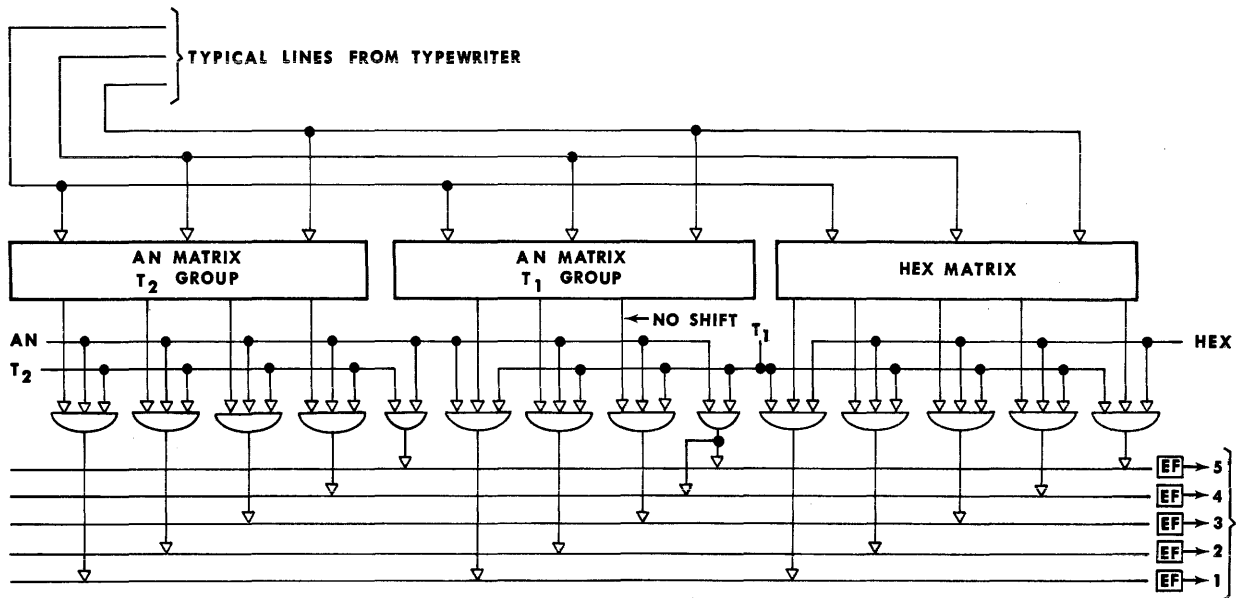 TYPICAL LINES FROM TYPEWRITER
AN MATRIX
T2 GROUP
AN MATRIX
T1 GROUP
HEX MATRIX
NO SHIFT
T1
AN
HEX
T2
EF 5
EF 4
EF 3
EF 2
EF 1